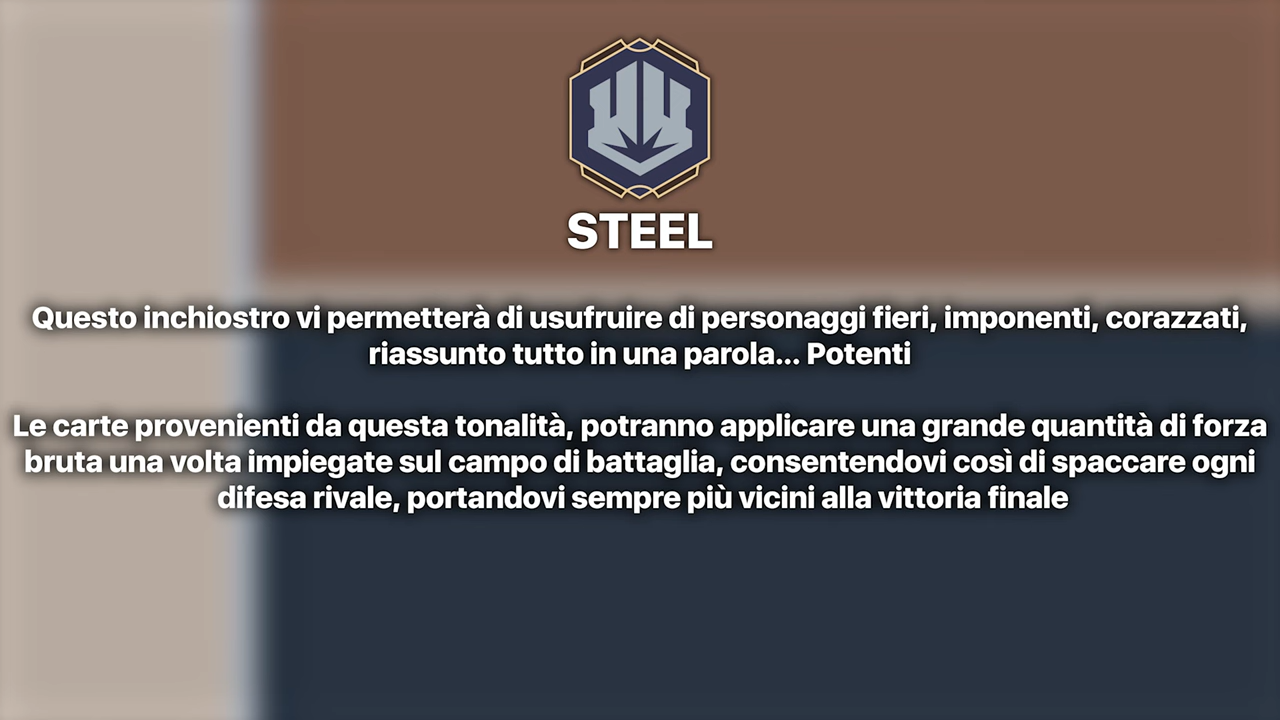 STEEL
Questo inchiostro vi permetterà di usufruire di personaggi fieri, imponenti, corazzati,
riassunto tutto in una parola... Potenti
Le carte provenienti da questa tonalità, potranno applicare una grande quantità di forza
bruta una volta impiegate sul campo di battaglia, consentendovi così di spaccare ogni
difesa rivale, portandovi sempre più vicini alla vittoria finale